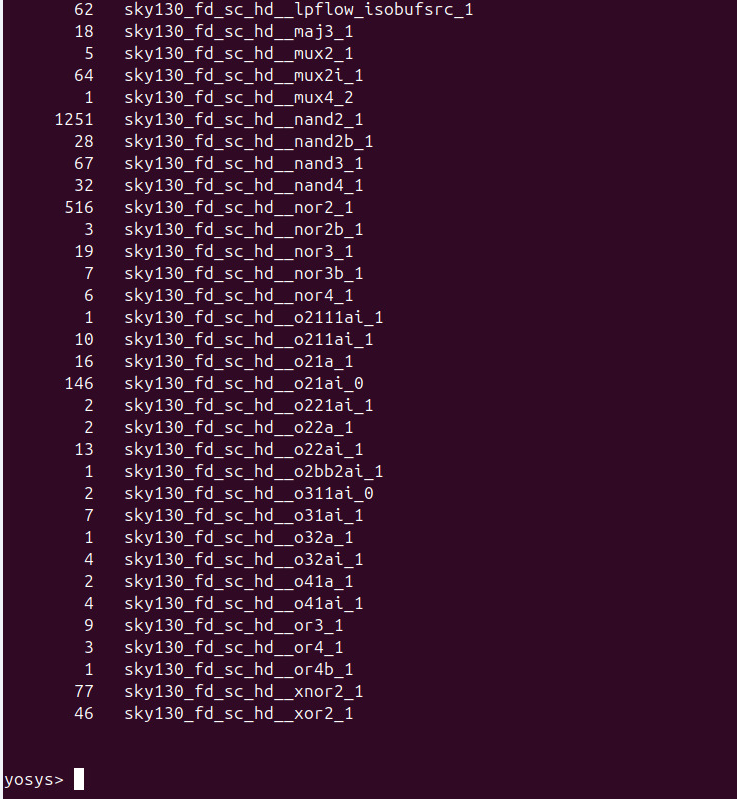 62 sky130_fd_sc_hd__lpflow_isobufsrc_1
18 sky130_fd_sc_hd__maj3_1
5 sky130_fd_sc_hd__mux2_1
64 sky130_fd_sc_hd__mux2i_1
1 sky130_fd_sc_hd__mux4_2
1251 sky130_fd_sc_hd__nand2_1
28 sky130_fd_sc_hd__nand2b_1
67 sky130_fd_sc_hd__nand3_1
32 sky130_fd_sc_hd__nand4_1
516 sky130_fd_sc_hd__nor2_1
3 sky130_fd_sc_hd__nor2b_1
19 sky130_fd_sc_hd__nor3_1
7 sky130_fd_sc_hd__nor3b_1
6 sky130_fd_sc_hd__nor4_1
1 sky130_fd_sc_hd__o2111ai_1
10 sky130_fd_sc_hd__o211ai_1
16 sky130_fd_sc_hd__o21a_1
146 sky130_fd_sc_hd__o21ai_0
2 sky130_fd_sc_hd__o221ai_1
2 sky130_fd_sc_hd__o22a_1
13 sky130_fd_sc_hd__o22ai_1
1 sky130_fd_sc_hd__o2bb2ai_1
2 sky130_fd_sc_hd__o311ai_0
7 sky130_fd_sc_hd__o31ai_1
1 sky130_fd_sc_hd__o32a_1
4 sky130_fd_sc_hd__o32ai_1
2 sky130_fd_sc_hd__o41a_1
4 sky130_fd_sc_hd__o41ai_1
9 sky130_fd_sc_hd__or3_1
3 sky130_fd_sc_hd__or4_1
1 sky130_fd_sc_hd__or4b_1
77 sky130_fd_sc_hd__xnor2_1
46 sky130_fd_sc_hd__xor2_1
yosys>